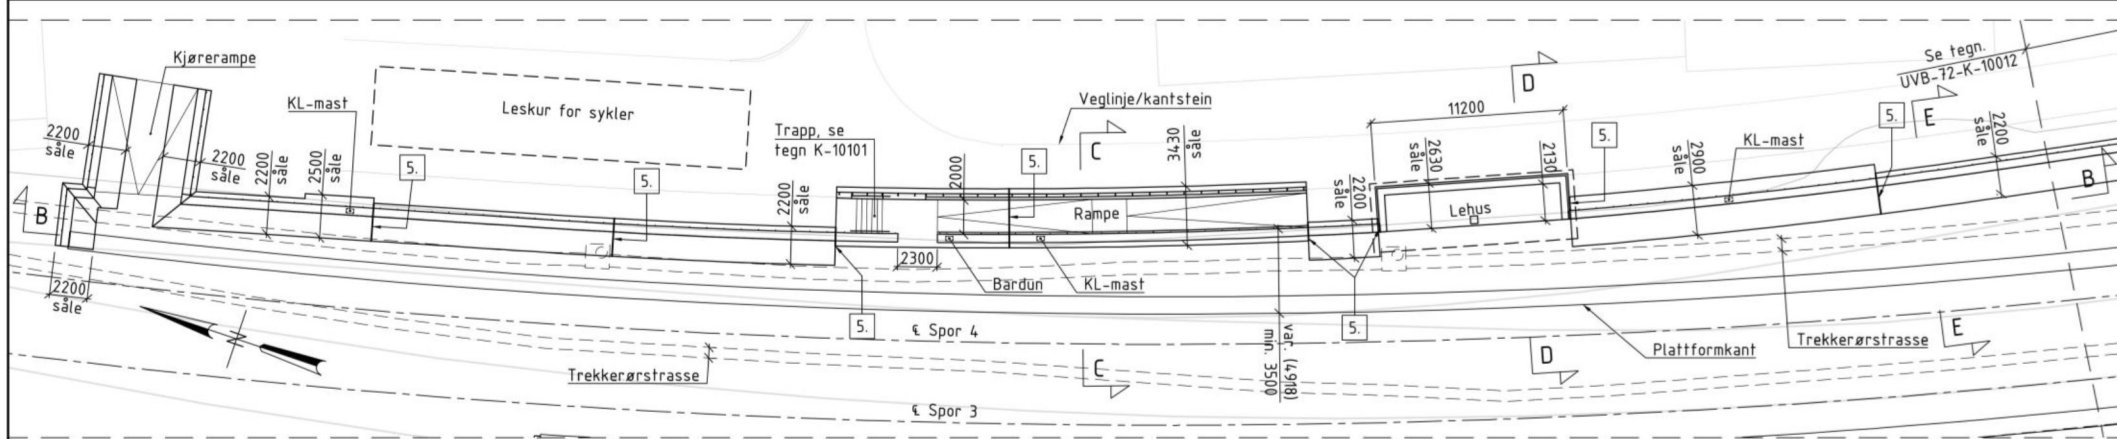 Kjørerampe
2200
såle
2200
såle
2200
såle
KL-mast
2500
såle
B
2200
såle
Leskur for sykler
5.
5.
Trapp, se
tegn K-10101
2200
såle
5.
2300
2000
5.
Rampe
Bardun
KL-mast
Veglinje/kantstein
C
3430
såle
2200
såle
5.
11200
2630
såle
2130
Lehus
D
5.
2900
såle
KL-mast
5.
E
Se tegn.
UVB-72-K-10012
2200
såle
B
N
Trekkerørstrasse
℄ Spor 4
℄ Spor 3
C
var. (4918)
min. 3500
D
Plattformkant
Trekkerørstrasse
E